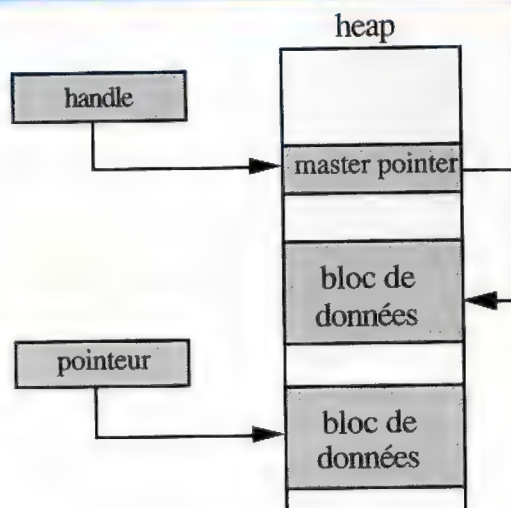 heap
handle
master pointer
bloc de
données
pointeur
bloc de
données